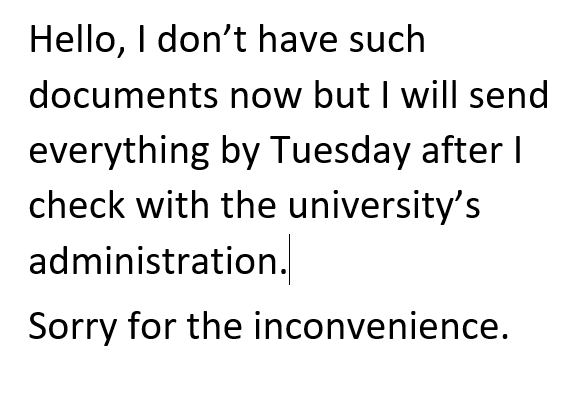 Hello, I don’t have such
documents now but I will send
everything by Tuesday after I
check with the university’s
administration.
Sorry for the inconvenience.